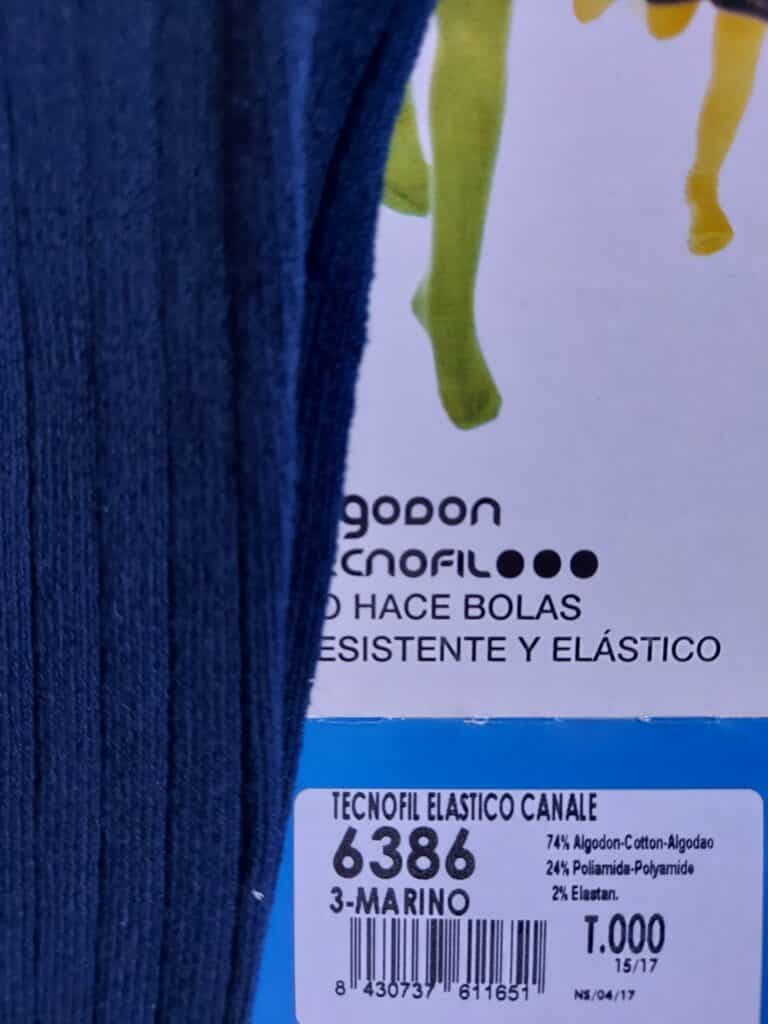 godon
cnofil●●●
HACE BOLAS
ESISTENTE Y ELÁSTICO
TECNOFIL ELASTICO CANALE
6386
3-MARINO
74% Algodon-Cotton-Algodao
24% Poliamida-Polyamide
2% Elastan.
T.000
15/17
8 430737 611651
NS/04/17